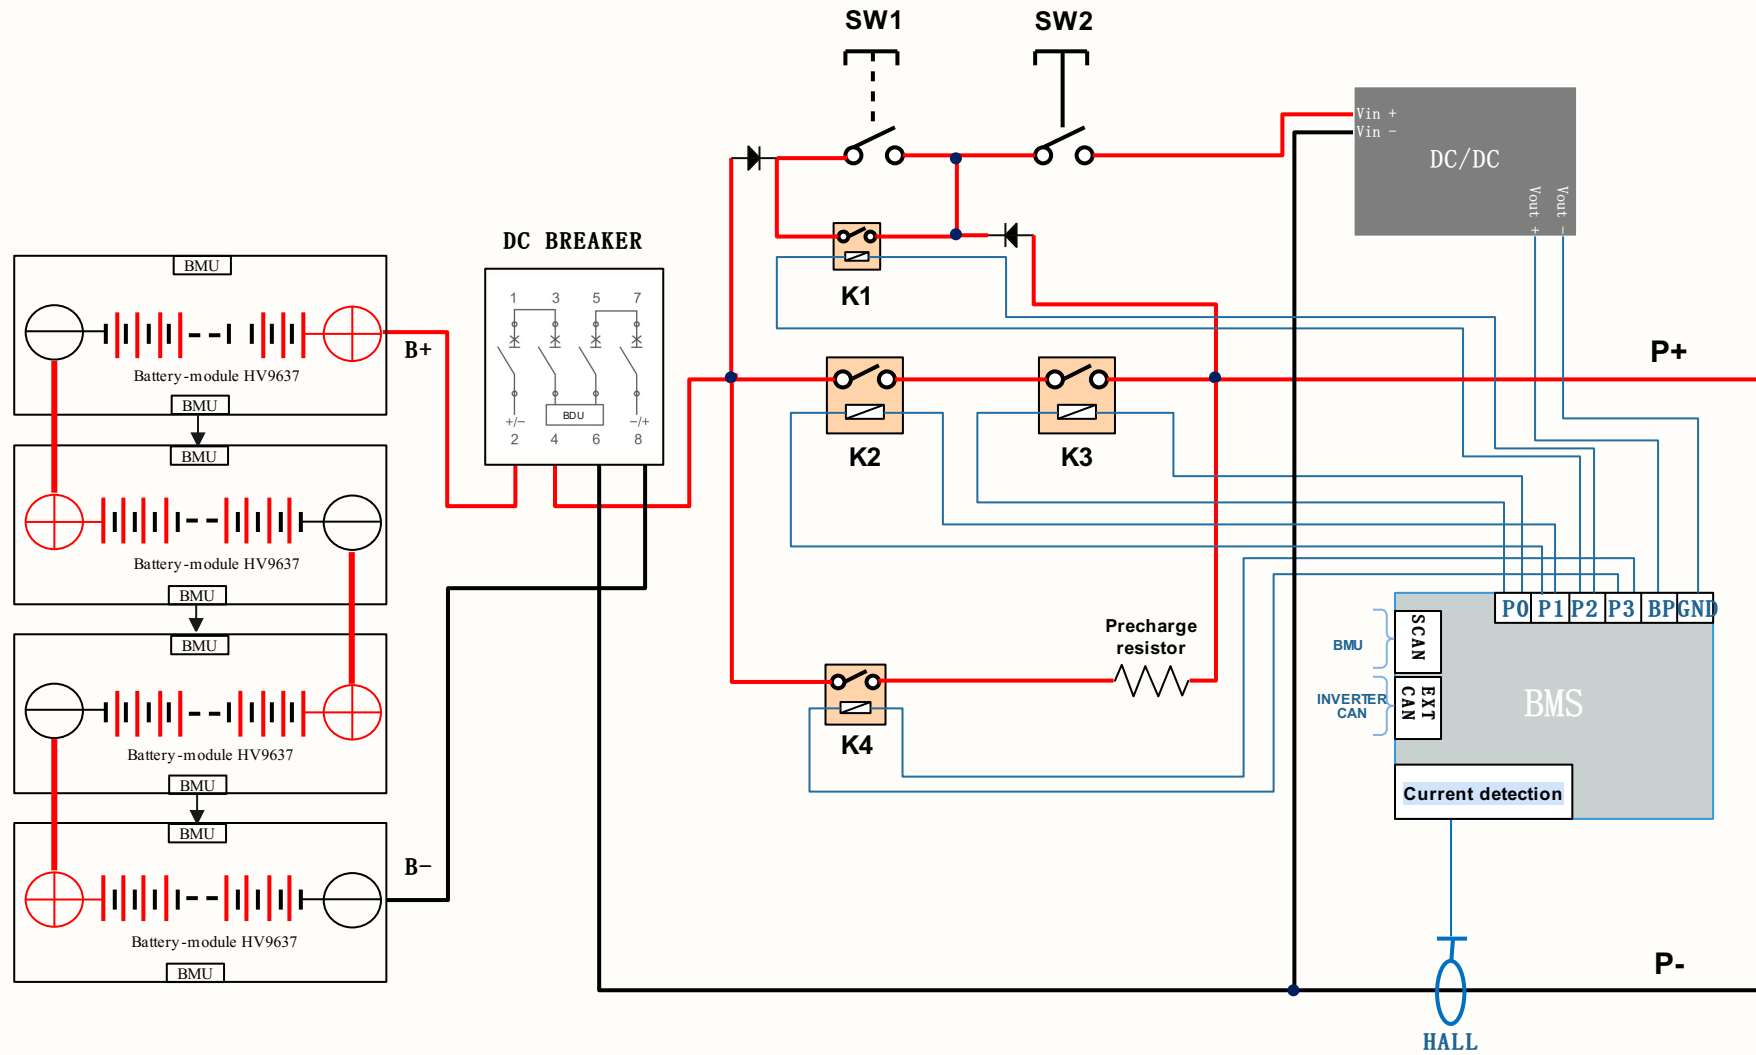 SW1
SW2
Vin +
Vin −
DC/DC
Vout +
Vout −
DC BREAKER
1 3 5 7
BDU
+/−
−/+
2 4 6 8
BMU
Battery-module HV9637
BMU
B+
BMU
Battery-module HV9637
BMU
BMU
Battery-module HV9637
BMU
BMU
Battery-module HV9637
BMU
B−
K1
K2
K3
P+
Precharge
resistor
K4
P0 P1 P2 P3 BP GND
BMU
SCAN
INVERTER
CAN
EXT
CAN
BMS
Current detection
P-
HALL